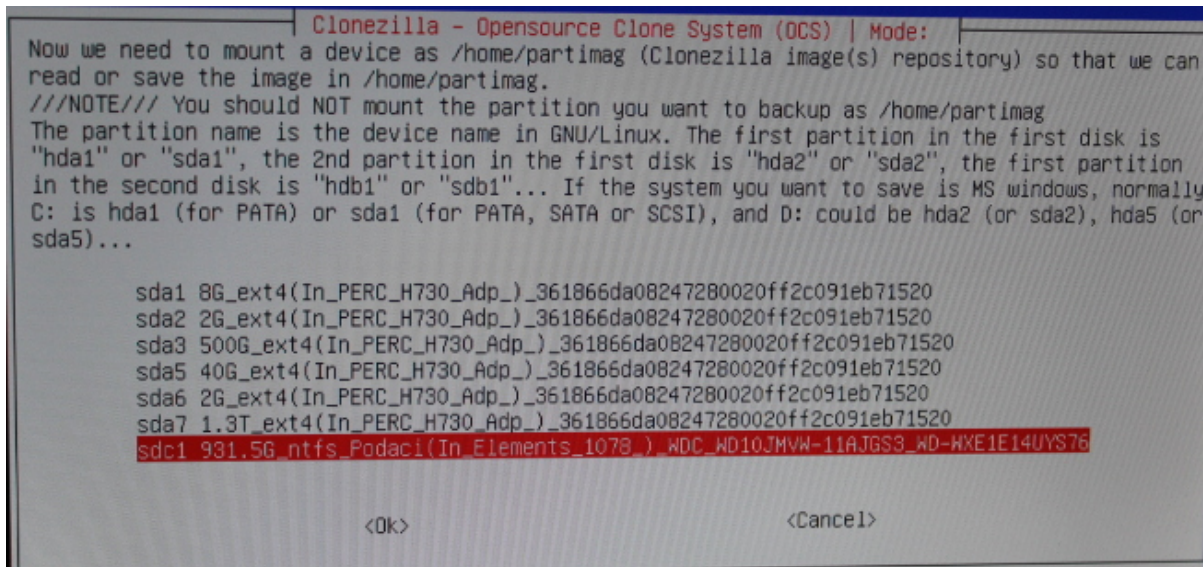 Clonezilla - Opensource Clone System (OCS) | Mode:
Now we need to mount a device as /home/partimag (Clonezilla image(s) repository) so that we can
read or save the image in /home/partimag.
///NOTE/// You should NOT mount the partition you want to backup as /home/partimag
The partition name is the device name in GNU/Linux. The first partition in the first disk is
"hda1" or "sda1", the 2nd partition in the first disk is "hda2" or "sda2", the first partition
in the second disk is "hdb1" or "sdb1"... If the system you want to save is MS windows, normally
C: is hda1 (for PATA) or sda1 (for PATA, SATA or SCSI), and D: could be hda2 (or sda2), hda5 (or
sda5)...
sda1 8G_ext4(In_PERC_H730_Adp_)_361866da08247280020ff2c091eb71520
sda2 2G_ext4(In_PERC_H730_Adp_)_361866da08247280020ff2c091eb71520
sda3 500G_ext4(In_PERC_H730_Adp_)_361866da08247280020ff2c091eb71520
sda5 40G_ext4(In_PERC_H730_Adp_)_361866da08247280020ff2c091eb71520
sda6 2G_ext4(In_PERC_H730_Adp_)_361866da08247280020ff2c091eb71520
sda7 1.3T_ext4(In_PERC_H730_Adp_)_361866da08247280020ff2c091eb71520
sdc1 931.5G_ntfs_Podaci(In_Elements_1078_)_WDC_WD10JMVW-11AJGS3_WD-WXE1E14UYS76
<Ok> <Cancel>